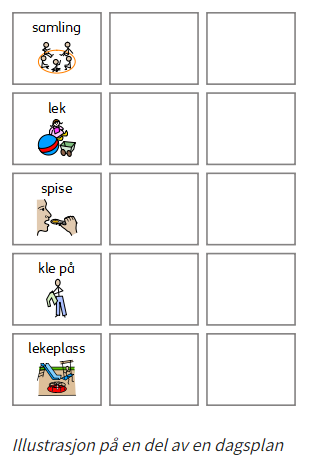 samling
lek
spise
kle på
lekeplass
Illustrasjon på en del av en dagsplan